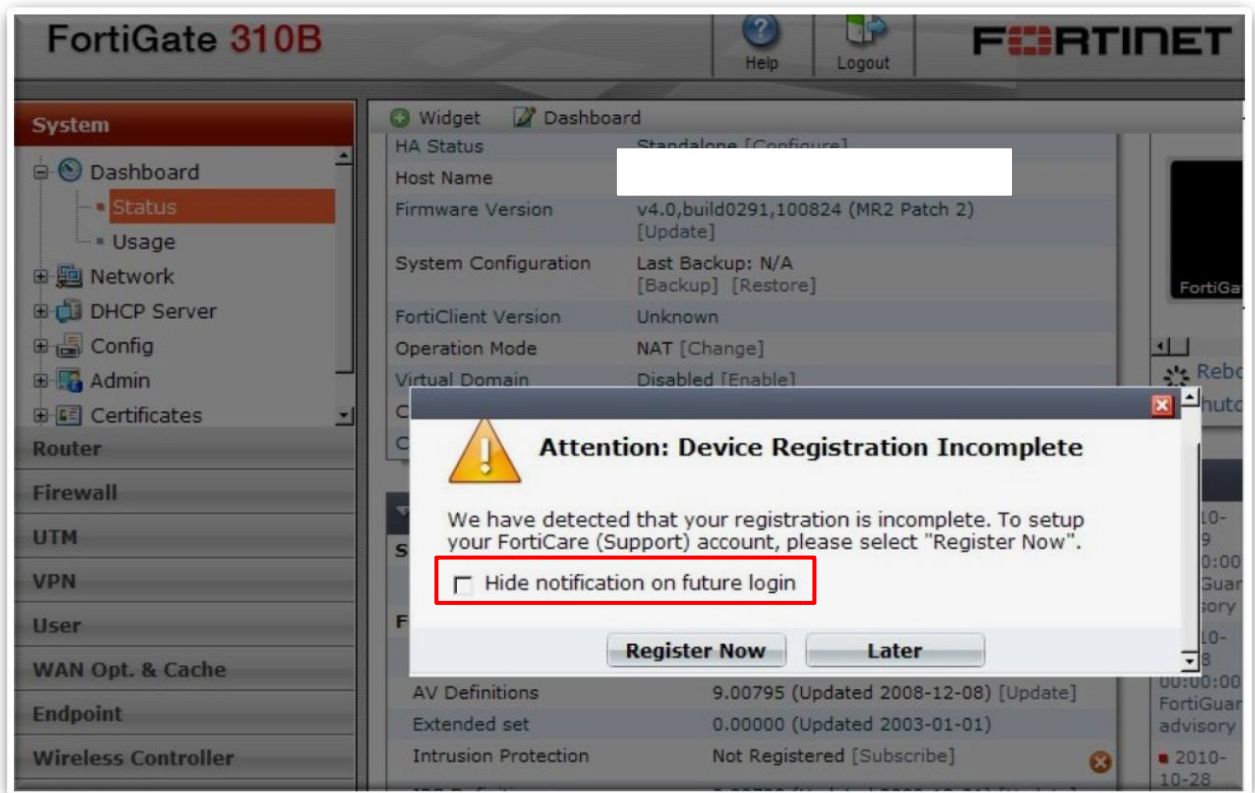 FortiGate 310B
Help
Logout
FORTINET
System
Dashboard
Status
Usage
Network
DHCP Server
Config
Admin
Certificates
Router
Firewall
UTM
VPN
User
WAN Opt. & Cache
Endpoint
Wireless Controller
Widget Dashboard
HA Status Standalone [Configure]
Host Name
Firmware Version v4.0,build0291,100824 (MR2 Patch 2)
[Update]
System Configuration Last Backup: N/A
[Backup] [Restore]
FortiClient Version Unknown
Operation Mode NAT [Change]
Virtual Domain Disabled [Enable]
Attention: Device Registration Incomplete
We have detected that your registration is incomplete. To setup
your FortiCare (Support) account, please select "Register Now".
Hide notification on future login
Register Now Later
AV Definitions 9.00795 (Updated 2008-12-08) [Update]
Extended set 0.00000 (Updated 2003-01-01)
Intrusion Protection Not Registered [Subscribe]
00:00:00
advisory
2010-
10-28